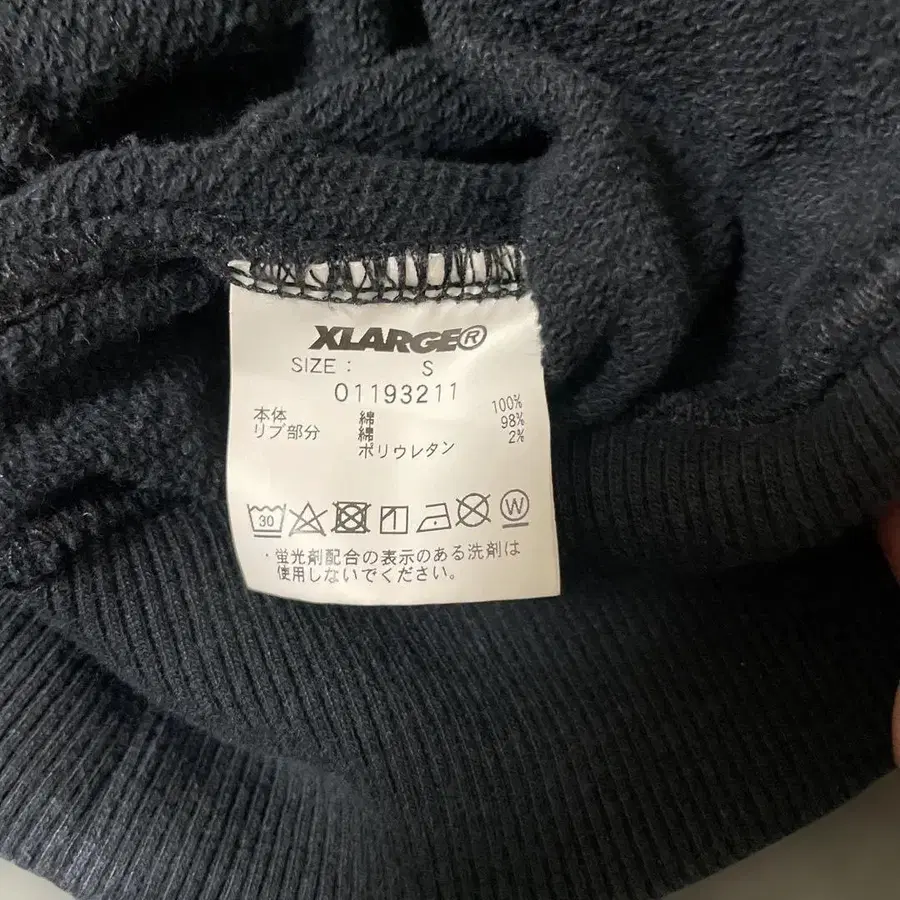 XLARGE®
SIZE : S
01193211
本体 綿 100%
リブ部分 綿 98%
ポリウレタン 2%
30 W
・蛍光剤配合の表示のある洗剤は
使用しないでください。